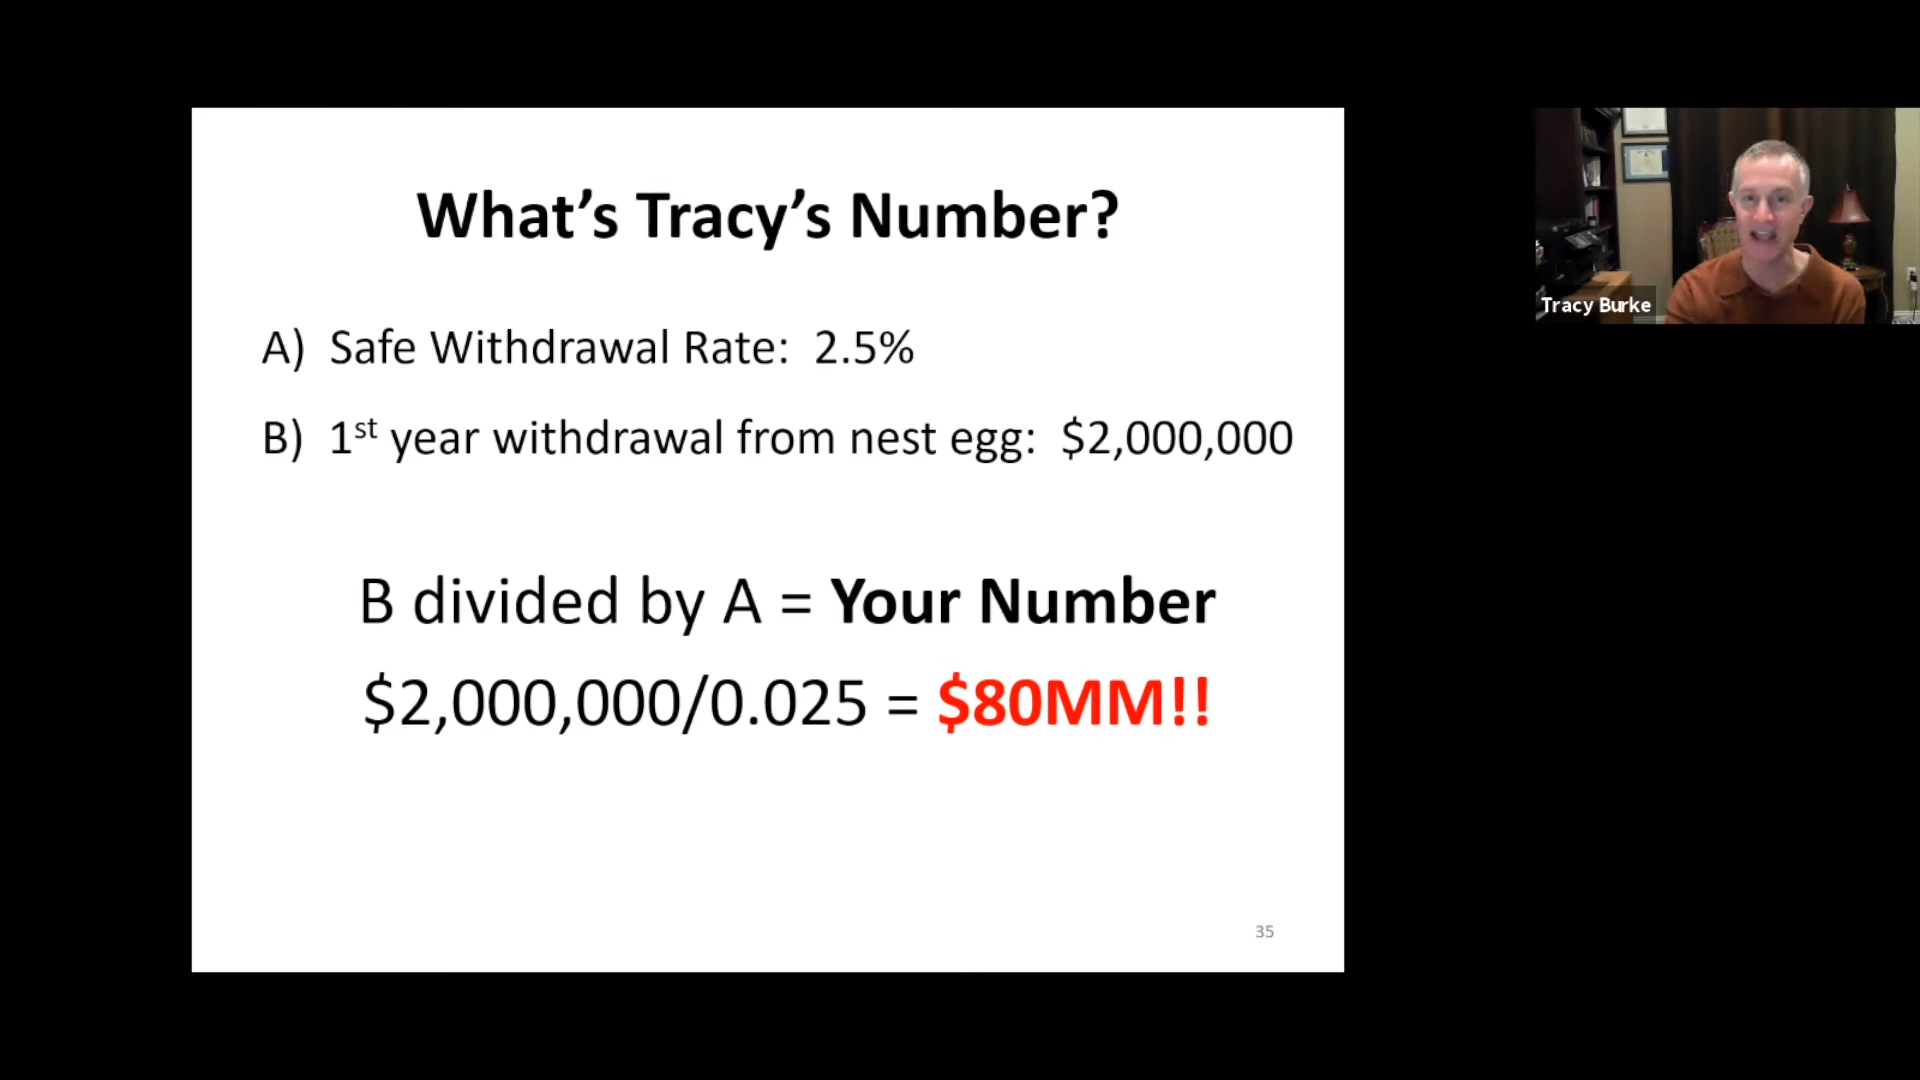 What's Tracy's Number?
A) Safe Withdrawal Rate: 2.5%
B) 1st year withdrawal from nest egg: $2,000,000
B divided by A = Your Number
$2,000,000/0.025 = $80MM!!
35
Tracy Burke